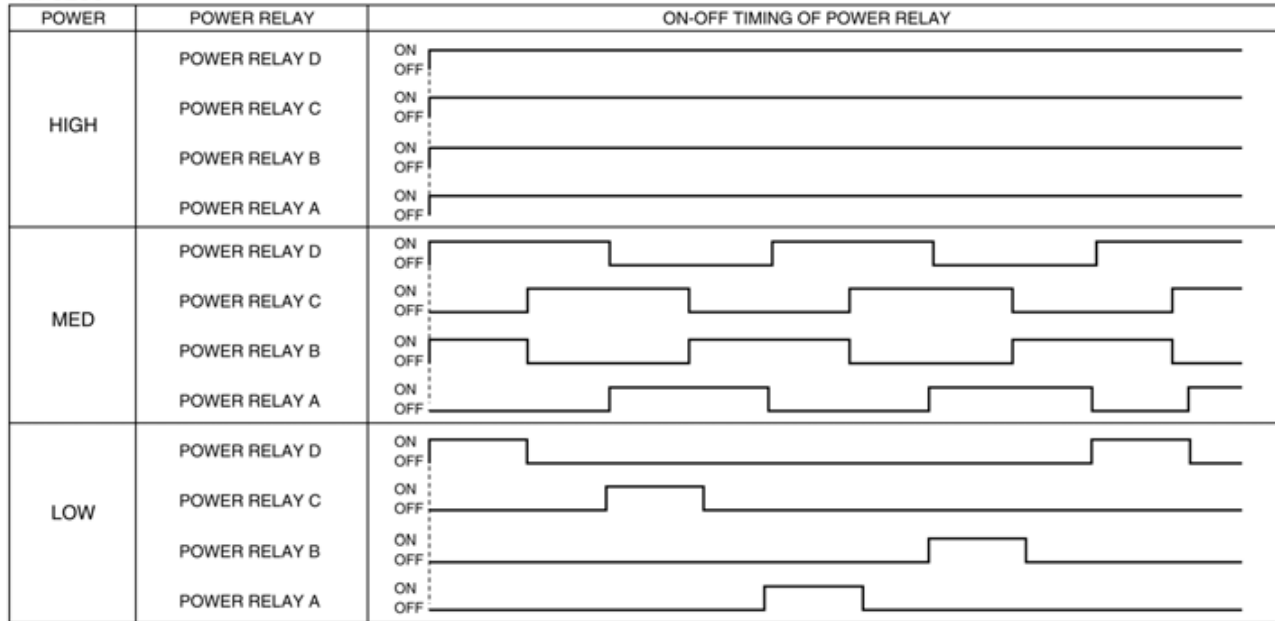 POWER POWER RELAY ON-OFF TIMING OF POWER RELAY
HIGH
POWER RELAY D ON OFF
POWER RELAY C ON OFF
POWER RELAY B ON OFF
POWER RELAY A ON OFF
MED
POWER RELAY D ON OFF
POWER RELAY C ON OFF
POWER RELAY B ON OFF
POWER RELAY A ON OFF
LOW
POWER RELAY D ON OFF
POWER RELAY C ON OFF
POWER RELAY B ON OFF
POWER RELAY A ON OFF